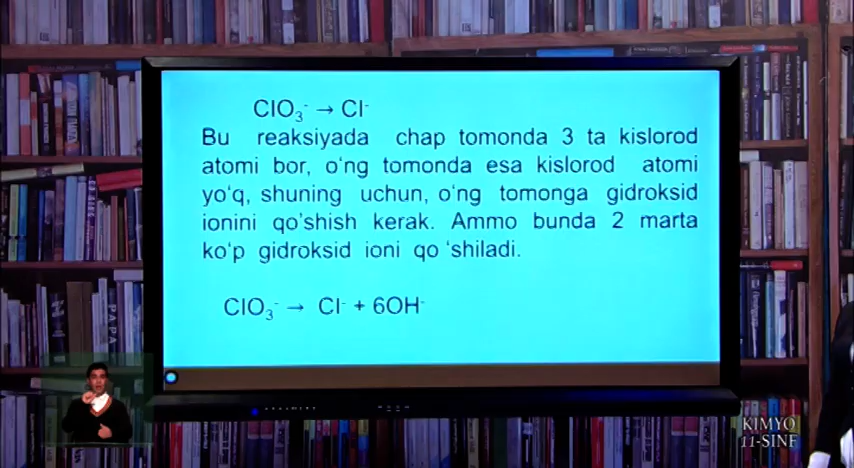 ClO₃⁻ → Cl⁻
Bu reaksiyada chap tomonda 3 ta kislorod
atomi bor, o‘ng tomonda esa kislorod atomi
yo‘q, shuning uchun, o‘ng tomonga gidroksid
ionini qo’shish kerak. Ammo bunda 2 marta
ko‘p gidroksid ioni qo ‘shiladi.
ClO₃⁻ → Cl⁻ + 6OH⁻
KIMYO
11-SINF